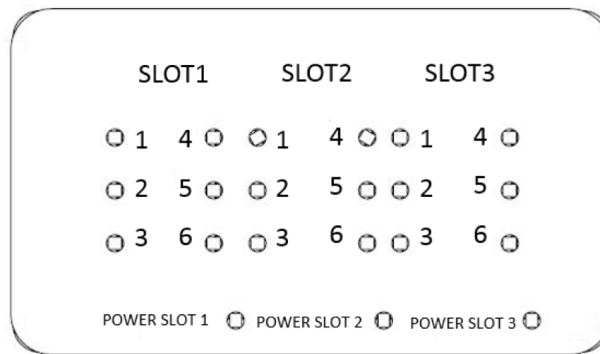 SLOT1 SLOT2 SLOT3
1 4 1 4 1 4
2 5 2 5 2 5
3 6 3 6 3 6
POWER SLOT 1 POWER SLOT 2 POWER SLOT 3